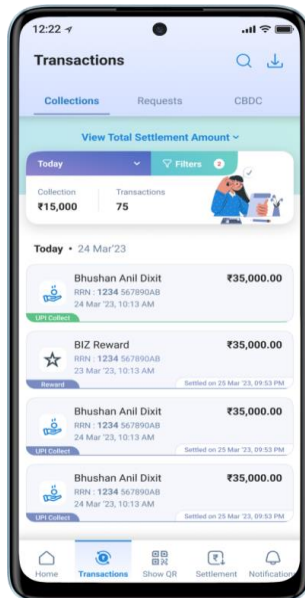 12:22
Transactions
Collections Requests CBDC
View Total Settlement Amount
Today Filters 2
Collection Transactions
₹15,000 75
Today • 24 Mar'23
Bhushan Anil Dixit ₹35,000.00
RRN : 1234 567890AB
24 Mar '23, 10:13 AM
UPI Collect
BIZ Reward ₹35,000.00
RRN : 1234 567890AB
23 Mar '23, 10:13 AM
Reward Settled on 25 Mar '23, 09:53 PM
Bhushan Anil Dixit ₹35,000.00
RRN : 1234 567890AB
24 Mar '23, 10:13 AM
UPI Collect Settled on 25 Mar '23, 09:53 PM
Bhushan Anil Dixit ₹35,000.00
RRN : 1234 567890AB
24 Mar '23, 10:13 AM
UPI Collect Settled on 25 Mar '23, 09:53 PM
Home Transactions Show QR Settlement Notification